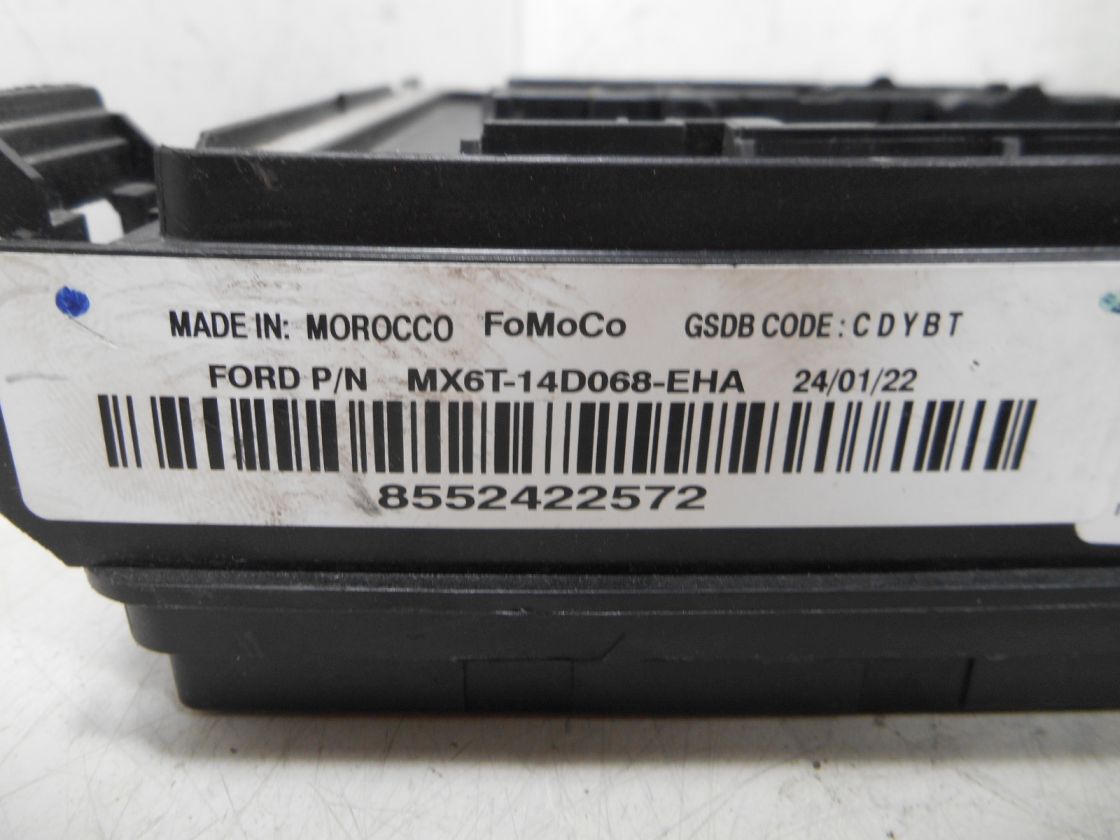 MADE IN: MOROCCO FoMoCo GSDB CODE: C D Y B T
FORD P/N MX6T-14D068-EHA 24/01/22
8552422572